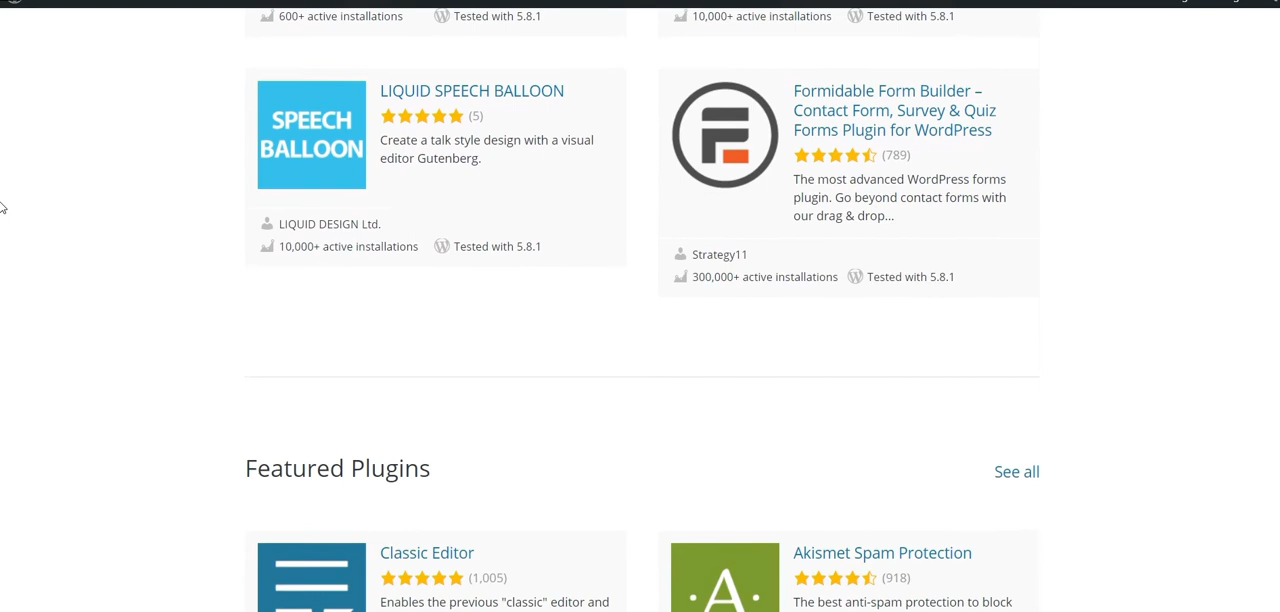 600+ active installations
Tested with 5.8.1
10,000+ active installations
Tested with 5.8.1
SPEECH
BALLOON
LIQUID SPEECH BALLOON
(5)
Create a talk style design with a visual
editor Gutenberg.
LIQUID DESIGN Ltd.
10,000+ active installations
Tested with 5.8.1
Formidable Form Builder –
Contact Form, Survey & Quiz
Forms Plugin for WordPress
(789)
The most advanced WordPress forms
plugin. Go beyond contact forms with
our drag & drop...
Strategy11
300,000+ active installations
Tested with 5.8.1
Featured Plugins
See all
Classic Editor
(1,005)
Enables the previous "classic" editor and
A
Akismet Spam Protection
(918)
The best anti-spam protection to block